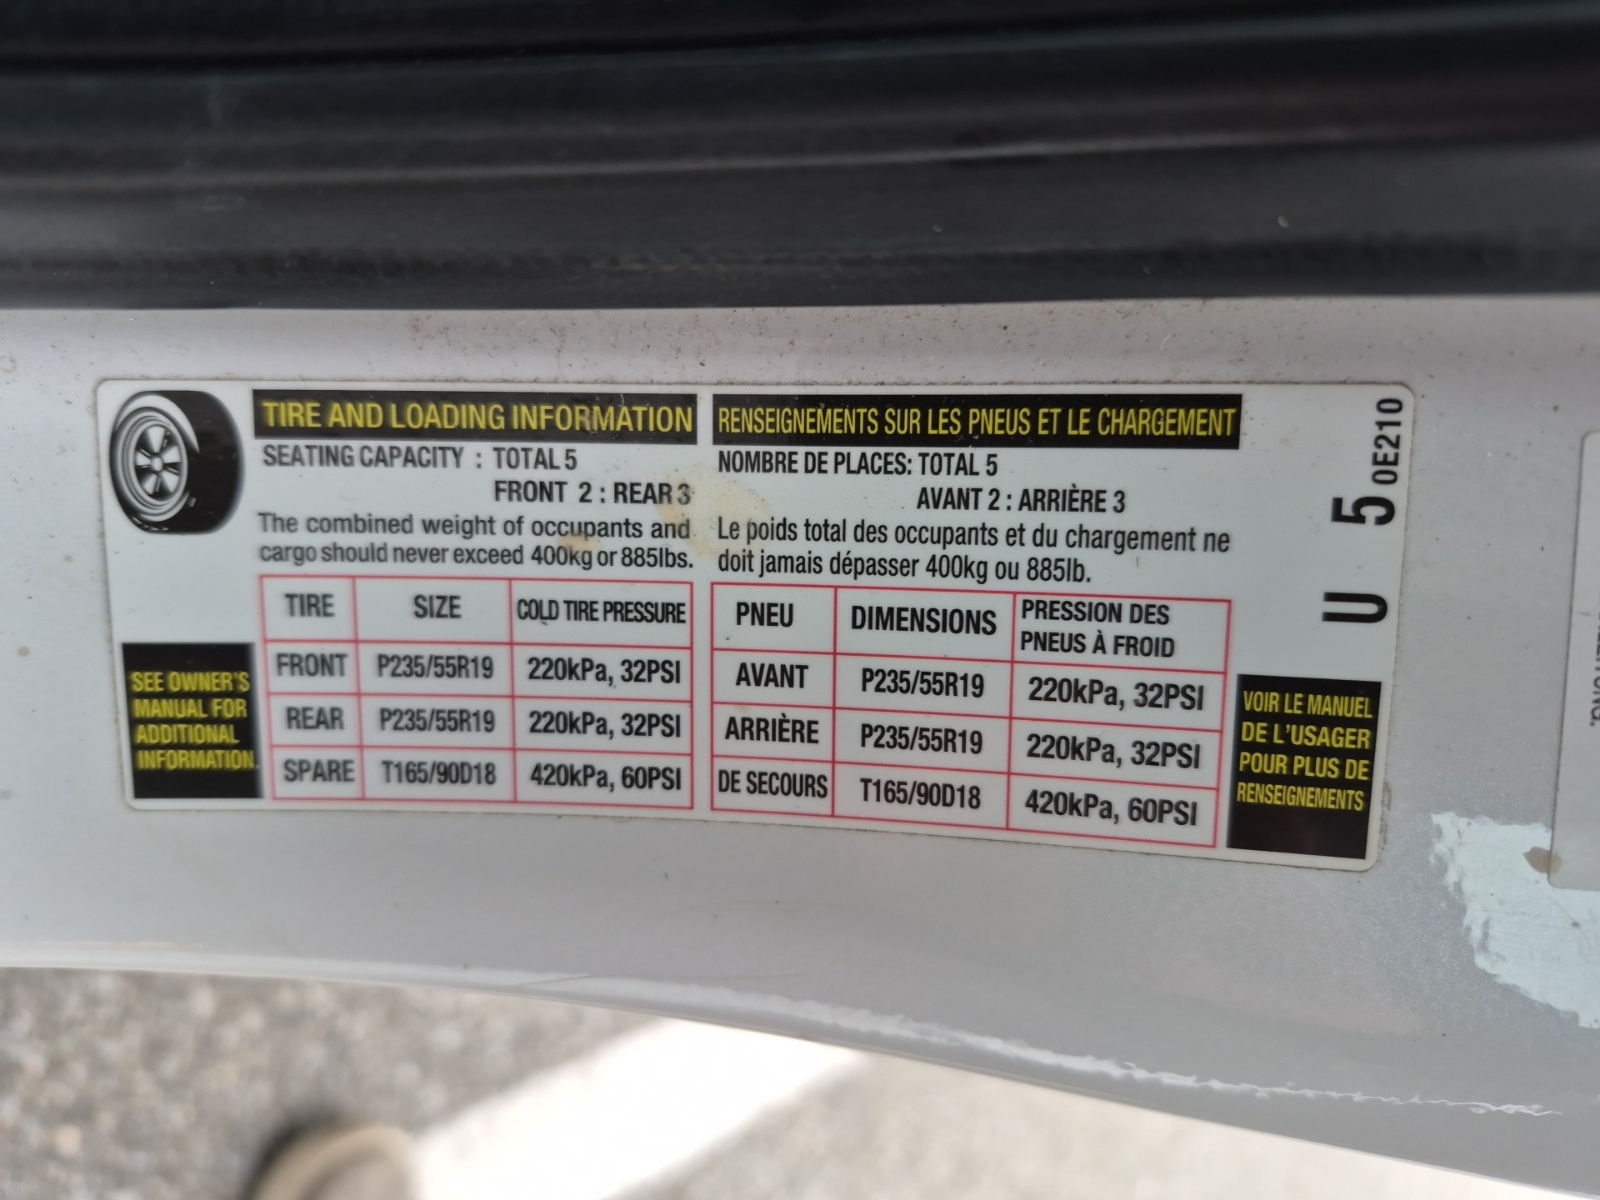 TIRE AND LOADING INFORMATION
SEATING CAPACITY : TOTAL 5
FRONT 2 : REAR 3
The combined weight of occupants and
cargo should never exceed 400kg or 885lbs.
TIRE SIZE COLD TIRE PRESSURE
FRONT P235/55R19 220kPa, 32PSI
REAR P235/55R19 220kPa, 32PSI
SPARE T165/90D18 420kPa, 60PSI
SEE OWNER'S
MANUAL FOR
ADDITIONAL
INFORMATION.
RENSEIGNEMENTS SUR LES PNEUS ET LE CHARGEMENT
NOMBRE DE PLACES: TOTAL 5
AVANT 2 : ARRIÈRE 3
Le poids total des occupants et du chargement ne
doit jamais dépasser 400kg ou 885lb.
PNEU DIMENSIONS PRESSION DES
PNEUS À FROID
AVANT P235/55R19 220kPa, 32PSI
ARRIÈRE P235/55R19 220kPa, 32PSI
DE SECOURS T165/90D18 420kPa, 60PSI
VOIR LE MANUEL
DE L'USAGER
POUR PLUS DE
RENSEIGNEMENTS
U 5 0E210